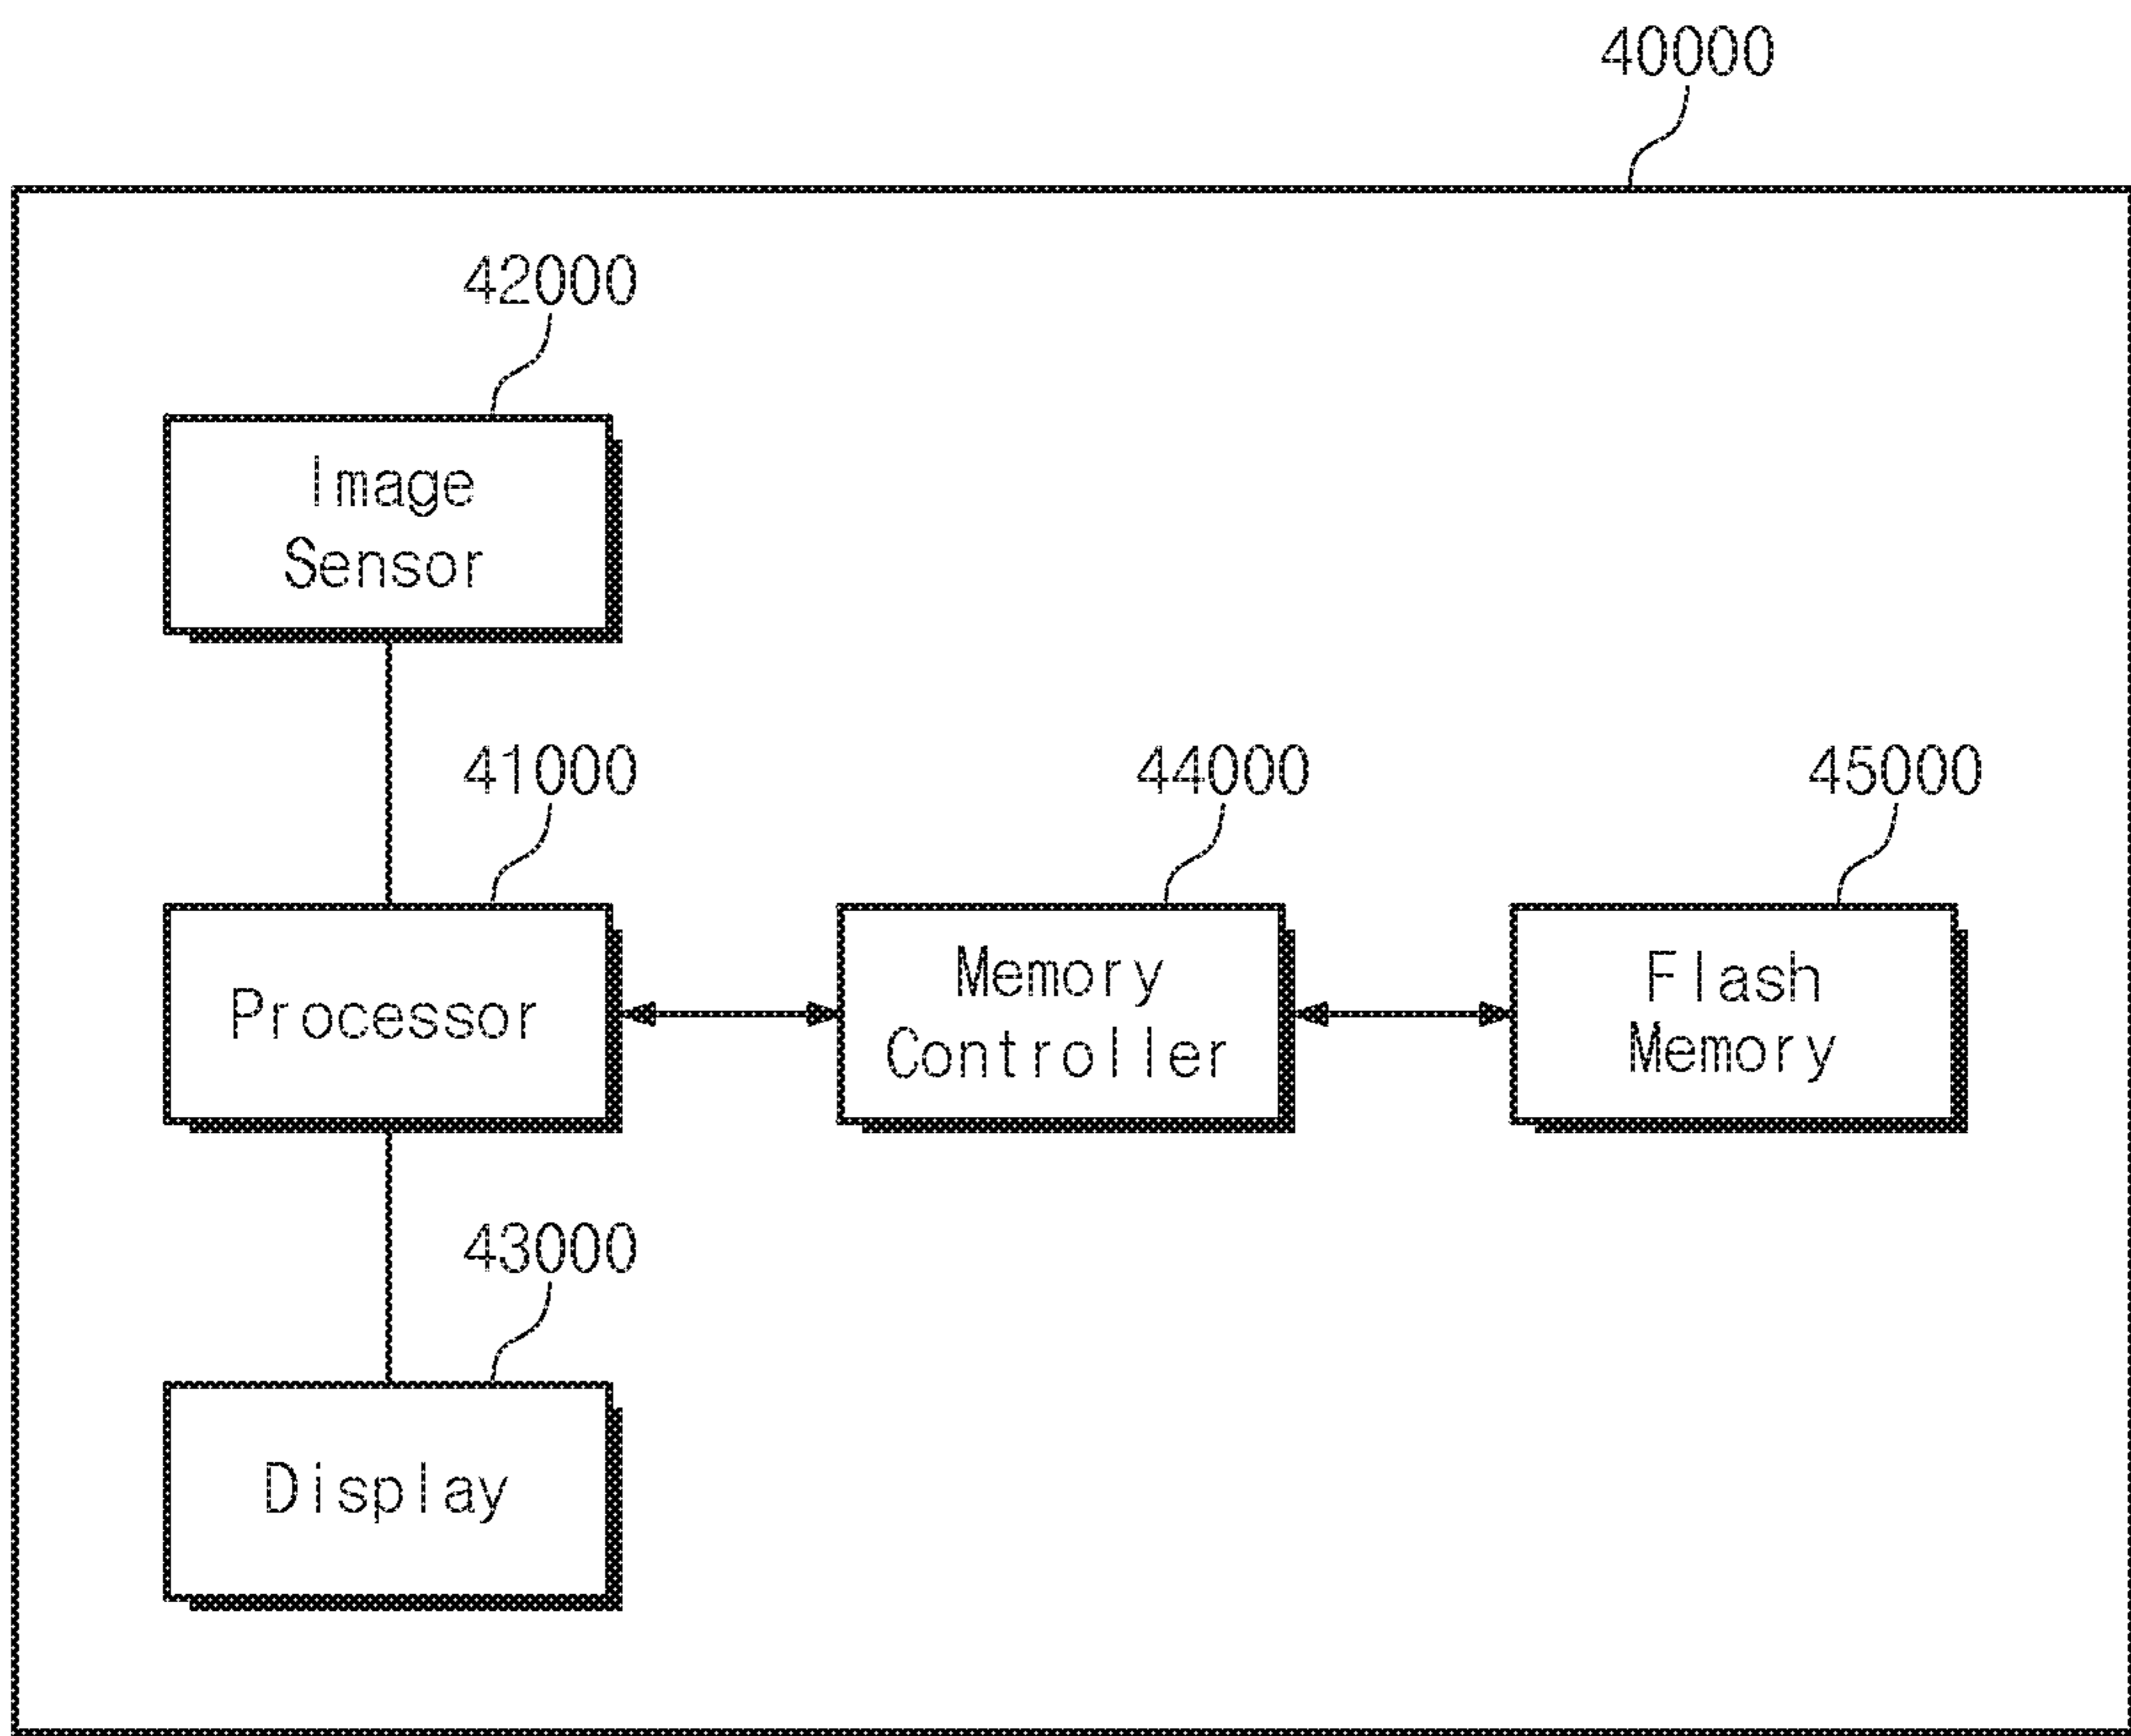 40000
42000
Image
Sensor
41000
44000
45000
Processor
Memory
Controller
Flash
Memory
43000
Display